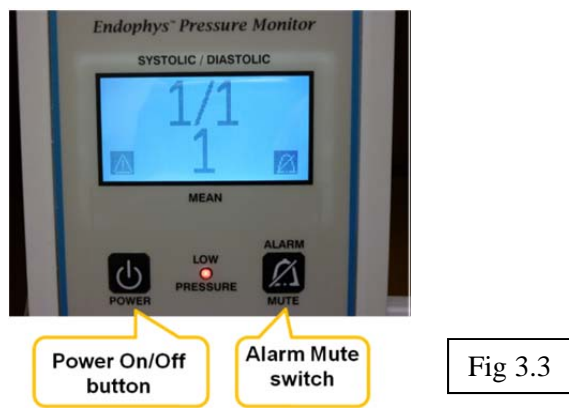 Endophys™ Pressure Monitor
SYSTOLIC / DIASTOLIC
1/1
1
MEAN
POWER
LOW
PRESSURE
ALARM
MUTE
Power On/Off
button
Alarm Mute
switch
Fig 3.3